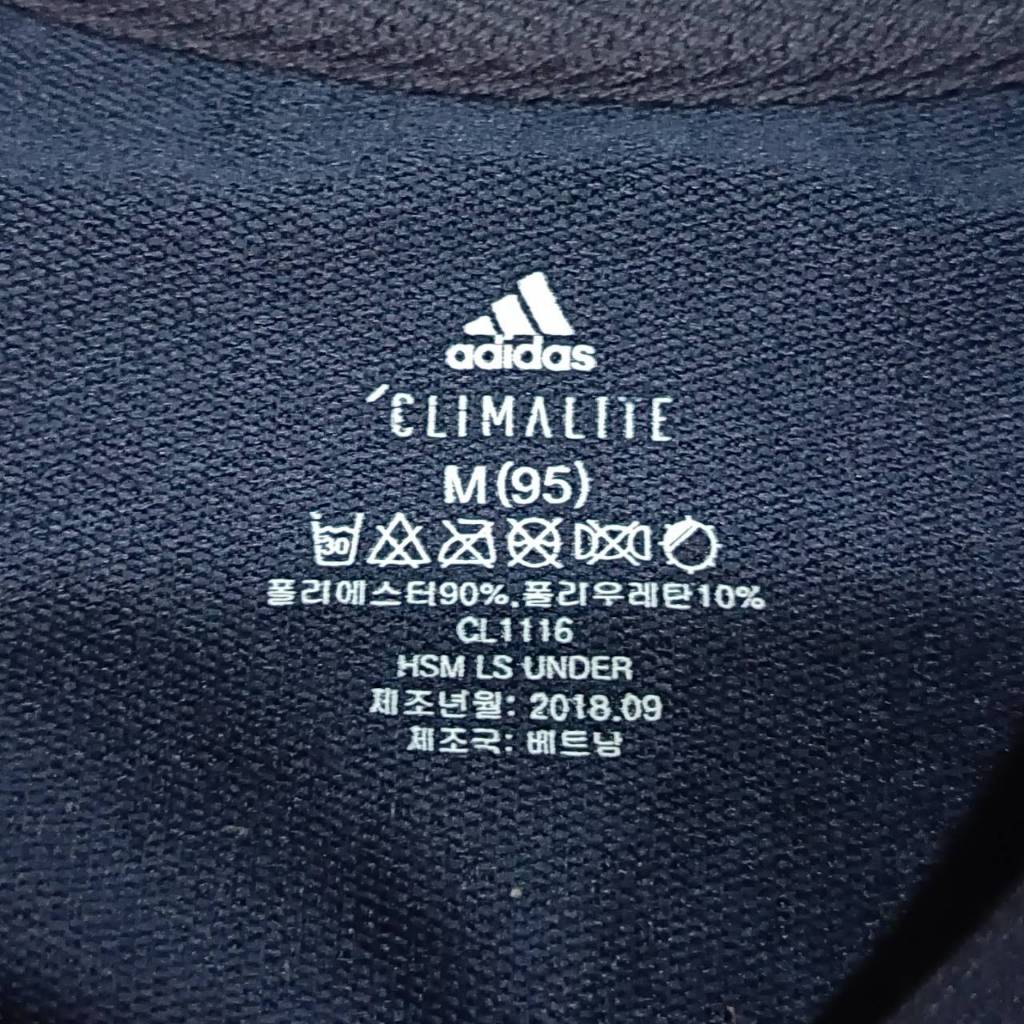 adidas
CLIMALITE
M(95)
30
폴리에스터90%.폴리우레탄10%
CL1116
HSM LS UNDER
제조년월: 2018.09
제조국: 베트남